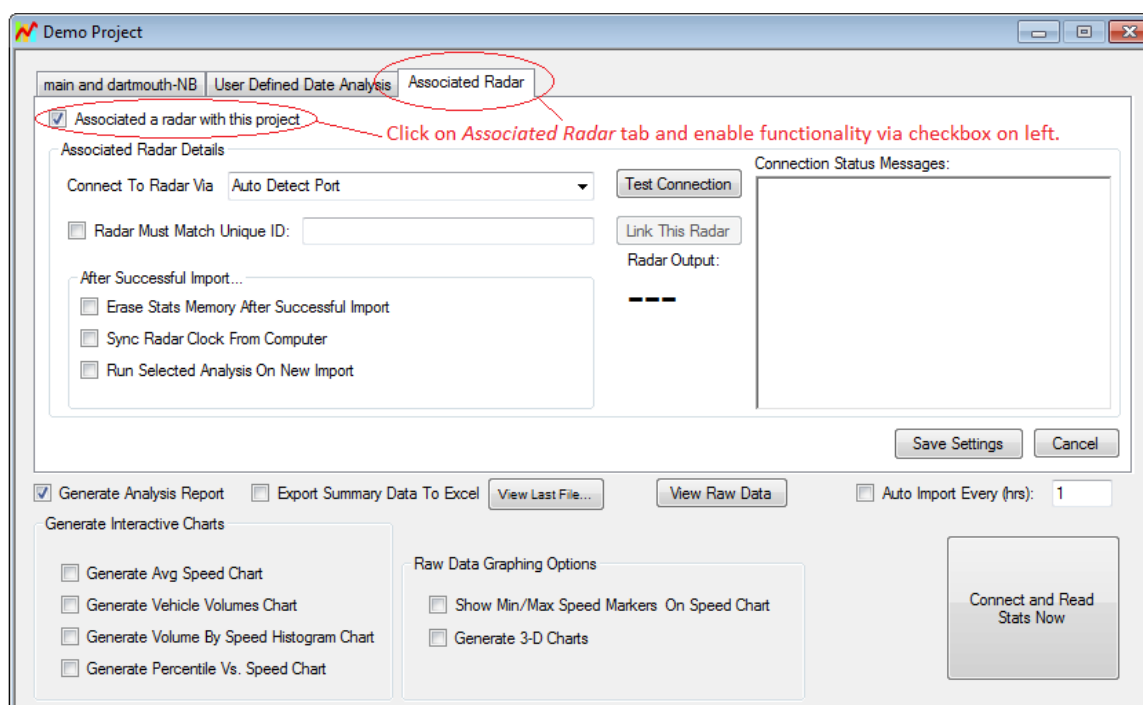 Demo Project
main and dartmouth-NB
User Defined Date Analysis
Associated Radar
Associated a radar with this project
Click on Associated Radar tab and enable functionality via checkbox on left.
Associated Radar Details
Connection Status Messages:
Connect To Radar Via
Auto Detect Port
Test Connection
Radar Must Match Unique ID:
Link This Radar
Radar Output:
---
After Successful Import...
Erase Stats Memory After Successful Import
Sync Radar Clock From Computer
Run Selected Analysis On New Import
Save Settings
Cancel
Generate Analysis Report
Export Summary Data To Excel
View Last File...
View Raw Data
Auto Import Every (hrs):
1
Generate Interactive Charts
Generate Avg Speed Chart
Generate Vehicle Volumes Chart
Generate Volume By Speed Histogram Chart
Generate Percentile Vs. Speed Chart
Raw Data Graphing Options
Show Min/Max Speed Markers On Speed Chart
Generate 3-D Charts
Connect and Read
Stats Now